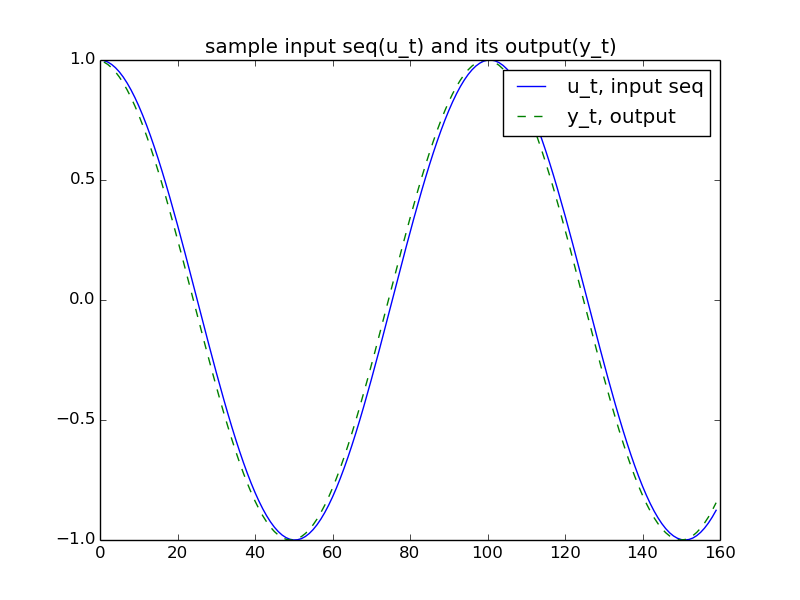 sample input seq(u_t) and its output(y_t)
1.0
u_t, input seq
y_t, output
0.5
0.0
−0.5
−1.0
0 20 40 60 80 100 120 140 160